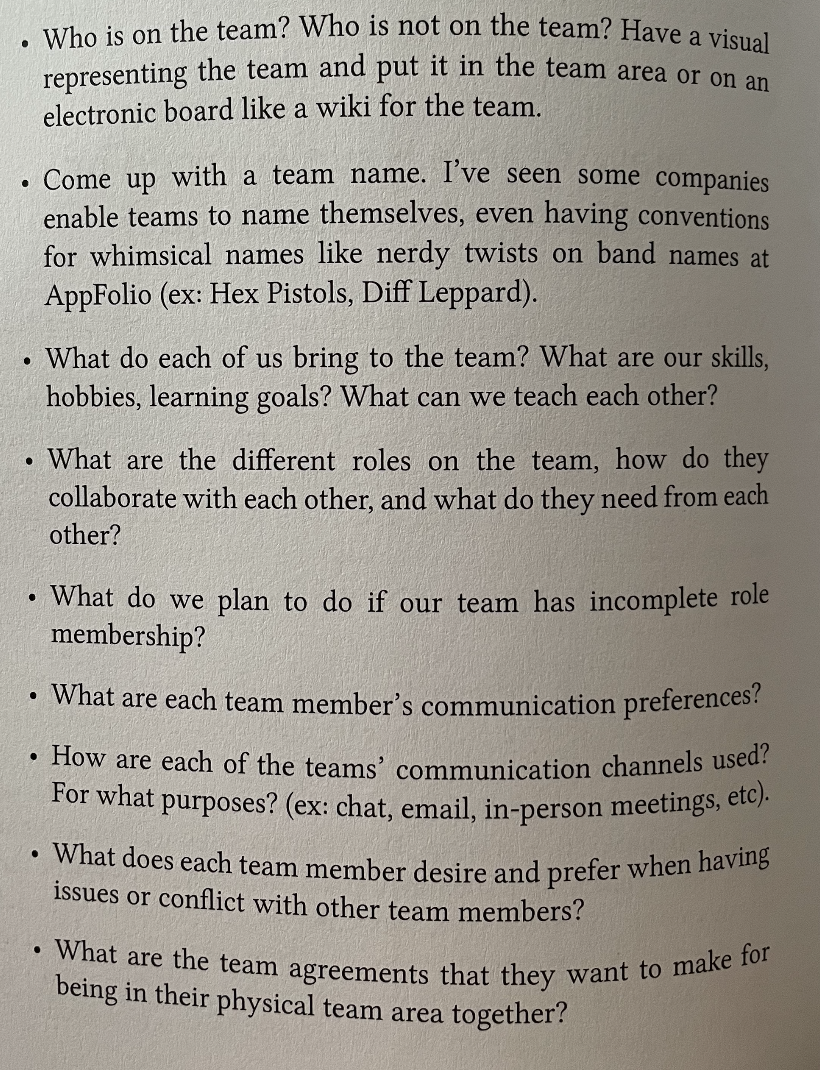 • Who is on the team? Who is not on the team? Have a visual
representing the team and put it in the team area or on an
electronic board like a wiki for the team.
• Come up with a team name. I’ve seen some companies
enable teams to name themselves, even having conventions
for whimsical names like nerdy twists on band names at
AppFolio (ex: Hex Pistols, Diff Leppard).
• What do each of us bring to the team? What are our skills,
hobbies, learning goals? What can we teach each other?
• What are the different roles on the team, how do they
collaborate with each other, and what do they need from each
other?
• What do we plan to do if our team has incomplete role
membership?
• What are each team member’s communication preferences?
• How are each of the teams’ communication channels used?
For what purposes? (ex: chat, email, in-person meetings, etc).
• What does each team member desire and prefer when having
issues or conflict with other team members?
• What are the team agreements that they want to make for
being in their physical team area together?